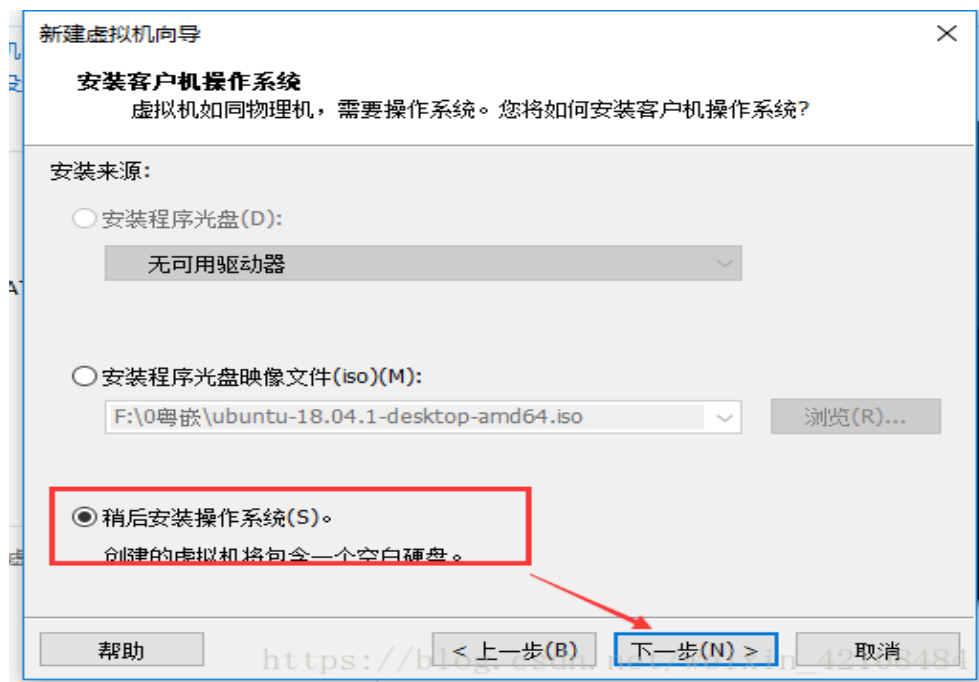 新建虚拟机向导
安装客户机操作系统
虚拟机如同物理机，需要操作系统。您将如何安装客户机操作系统?
安装来源:
安装程序光盘(D):
无可用驱动器
安装程序光盘映像文件(iso)(M):
F:\0粤嵌\ubuntu-18.04.1-desktop-amd64.iso
浏览(R)...
稍后安装操作系统(S)。
创建的虚拟机将包含一个空白硬盘。
帮助
< 上一步(B)
下一步(N) >
取消
https://blog.csdn.net/weixin_42108484